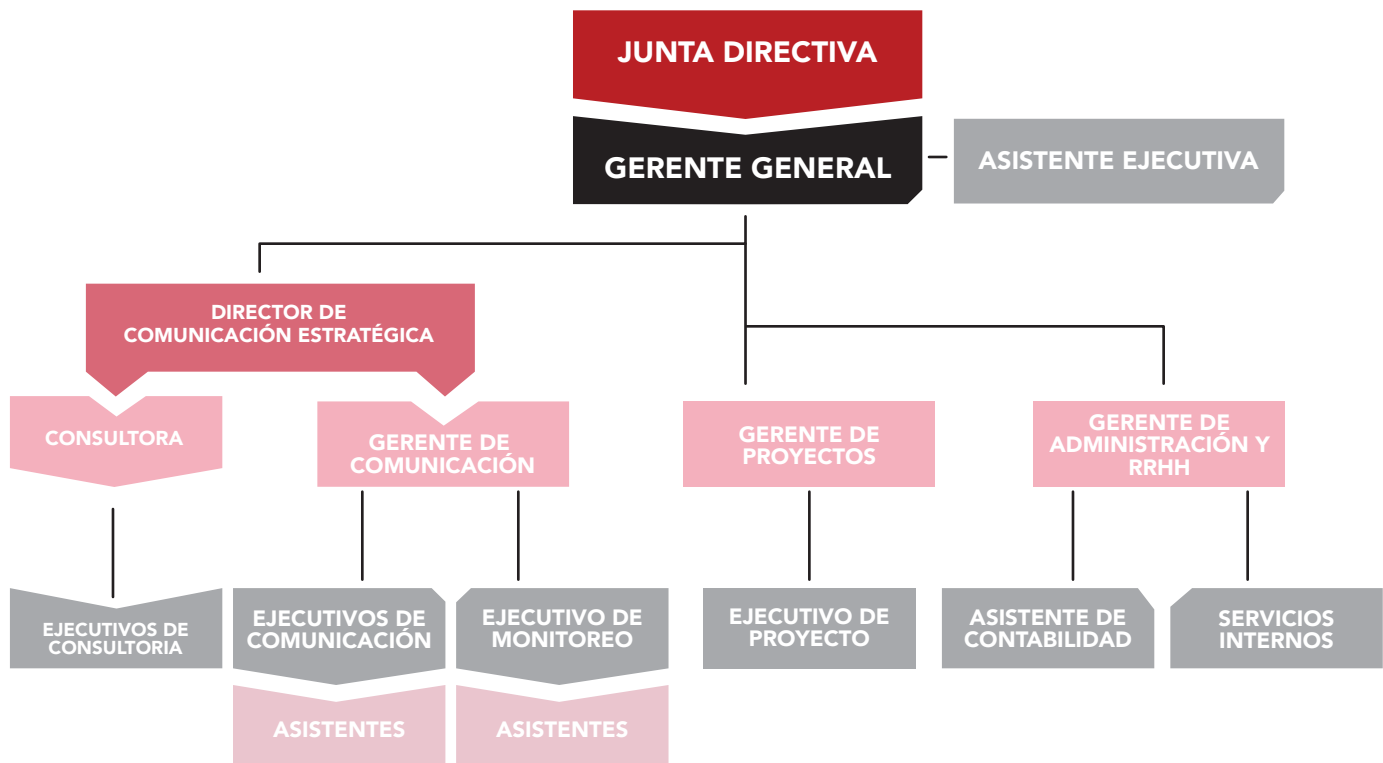 JUNTA DIRECTIVA
GERENTE GENERAL
ASISTENTE EJECUTIVA
DIRECTOR DE
COMUNICACIÓN ESTRATÉGICA
CONSULTORA
GERENTE DE
COMUNICACIÓN
GERENTE DE
PROYECTOS
GERENTE DE
ADMINISTRACIÓN Y
RRHH
EJECUTIVOS DE
CONSULTORIA
EJECUTIVOS DE
COMUNICACIÓN
EJECUTIVO DE
MONITOREO
EJECUTIVO DE
PROYECTO
ASISTENTE DE
CONTABILIDAD
SERVICIOS
INTERNOS
ASISTENTES
ASISTENTES